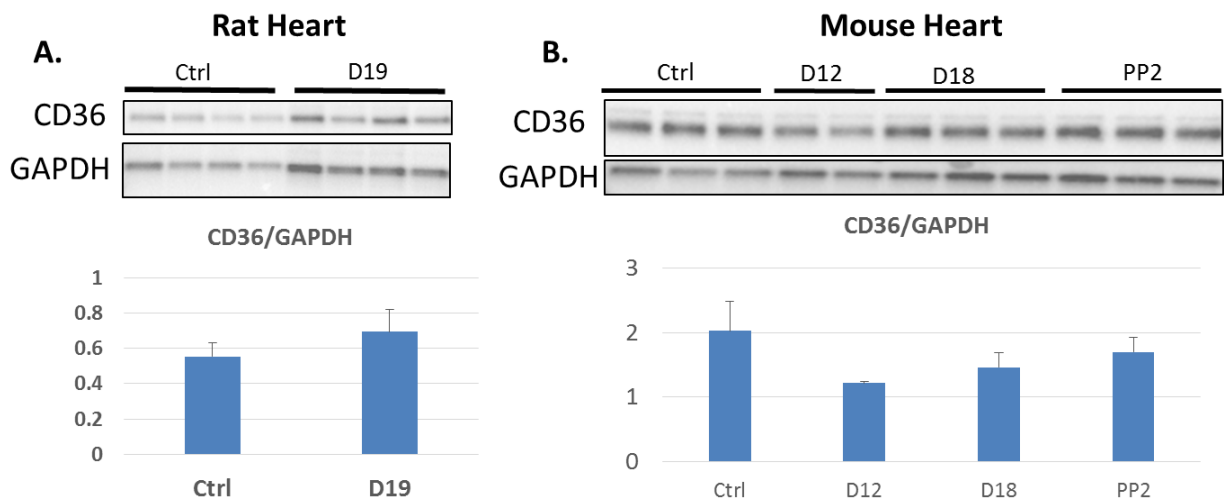 Rat Heart
A.
Ctrl D19
CD36
GAPDH
CD36/GAPDH
1
0.8
0.6
0.4
0.2
0
Ctrl D19
Mouse Heart
B.
Ctrl D12 D18 PP2
CD36
GAPDH
CD36/GAPDH
3
2
1
0
Ctrl D12 D18 PP2